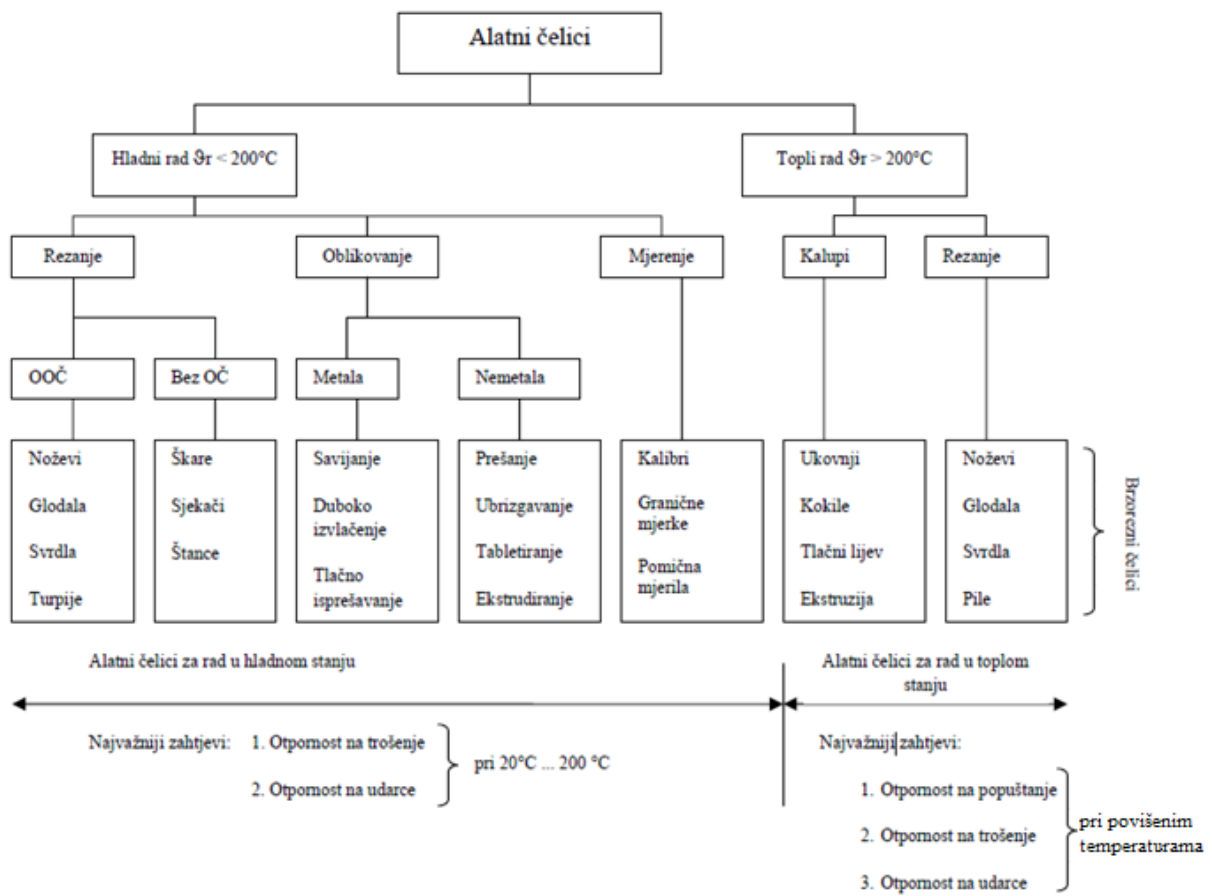 Alatni čelici
Hladni rad ϑr < 200°C
Topli rad ϑr > 200°C
Rezanje
Oblikovanje
Mjerenje
Kalupi
Rezanje
OOČ
Bez OČ
Metala
Nemetala
Noževi
Glodala
Svrdla
Turpije
Škare
Sjekači
Štance
Savijanje
Duboko
izvlačenje
Tlačno
isprešavanje
Prešanje
Ubrizgavanje
Tabletiranje
Ekstrudiranje
Kalibri
Granične
mjerke
Pomična
mjerila
Ukovnji
Kokile
Tlačni lijev
Ekstruzija
Noževi
Glodala
Svrdla
Pile
Brzorezni čelici
Alatni čelici za rad u hladnom stanju
Alatni čelici za rad u toplom
stanju
Najvažniji zahtjevi:
1. Otpornost na trošenje
2. Otpornost na udarce
pri 20°C ... 200 °C
Najvažniji zahtjevi:
1. Otpornost na popuštanje
2. Otpornost na trošenje
3. Otpornost na udarce
pri povišenim
temperaturama